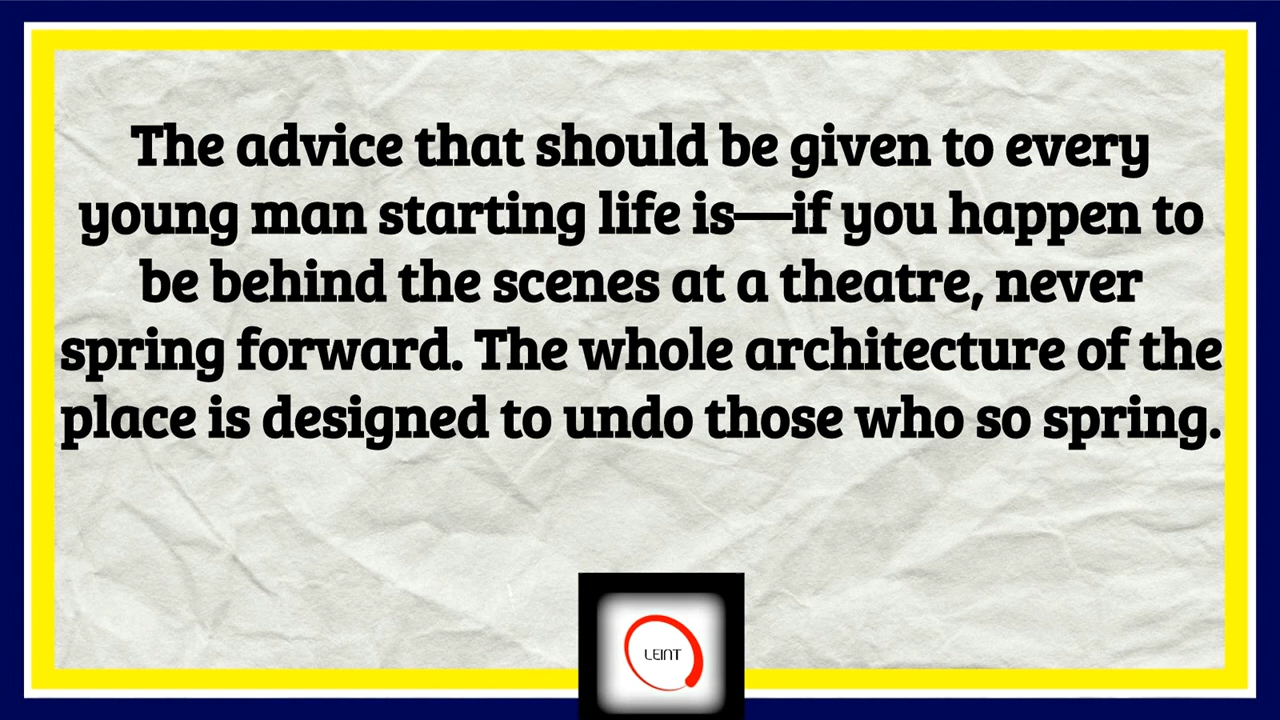 The advice that should be given to every
young man starting life is—if you happen to
be behind the scenes at a theatre, never
spring forward. The whole architecture of the
place is designed to undo those who so spring.
LEINT